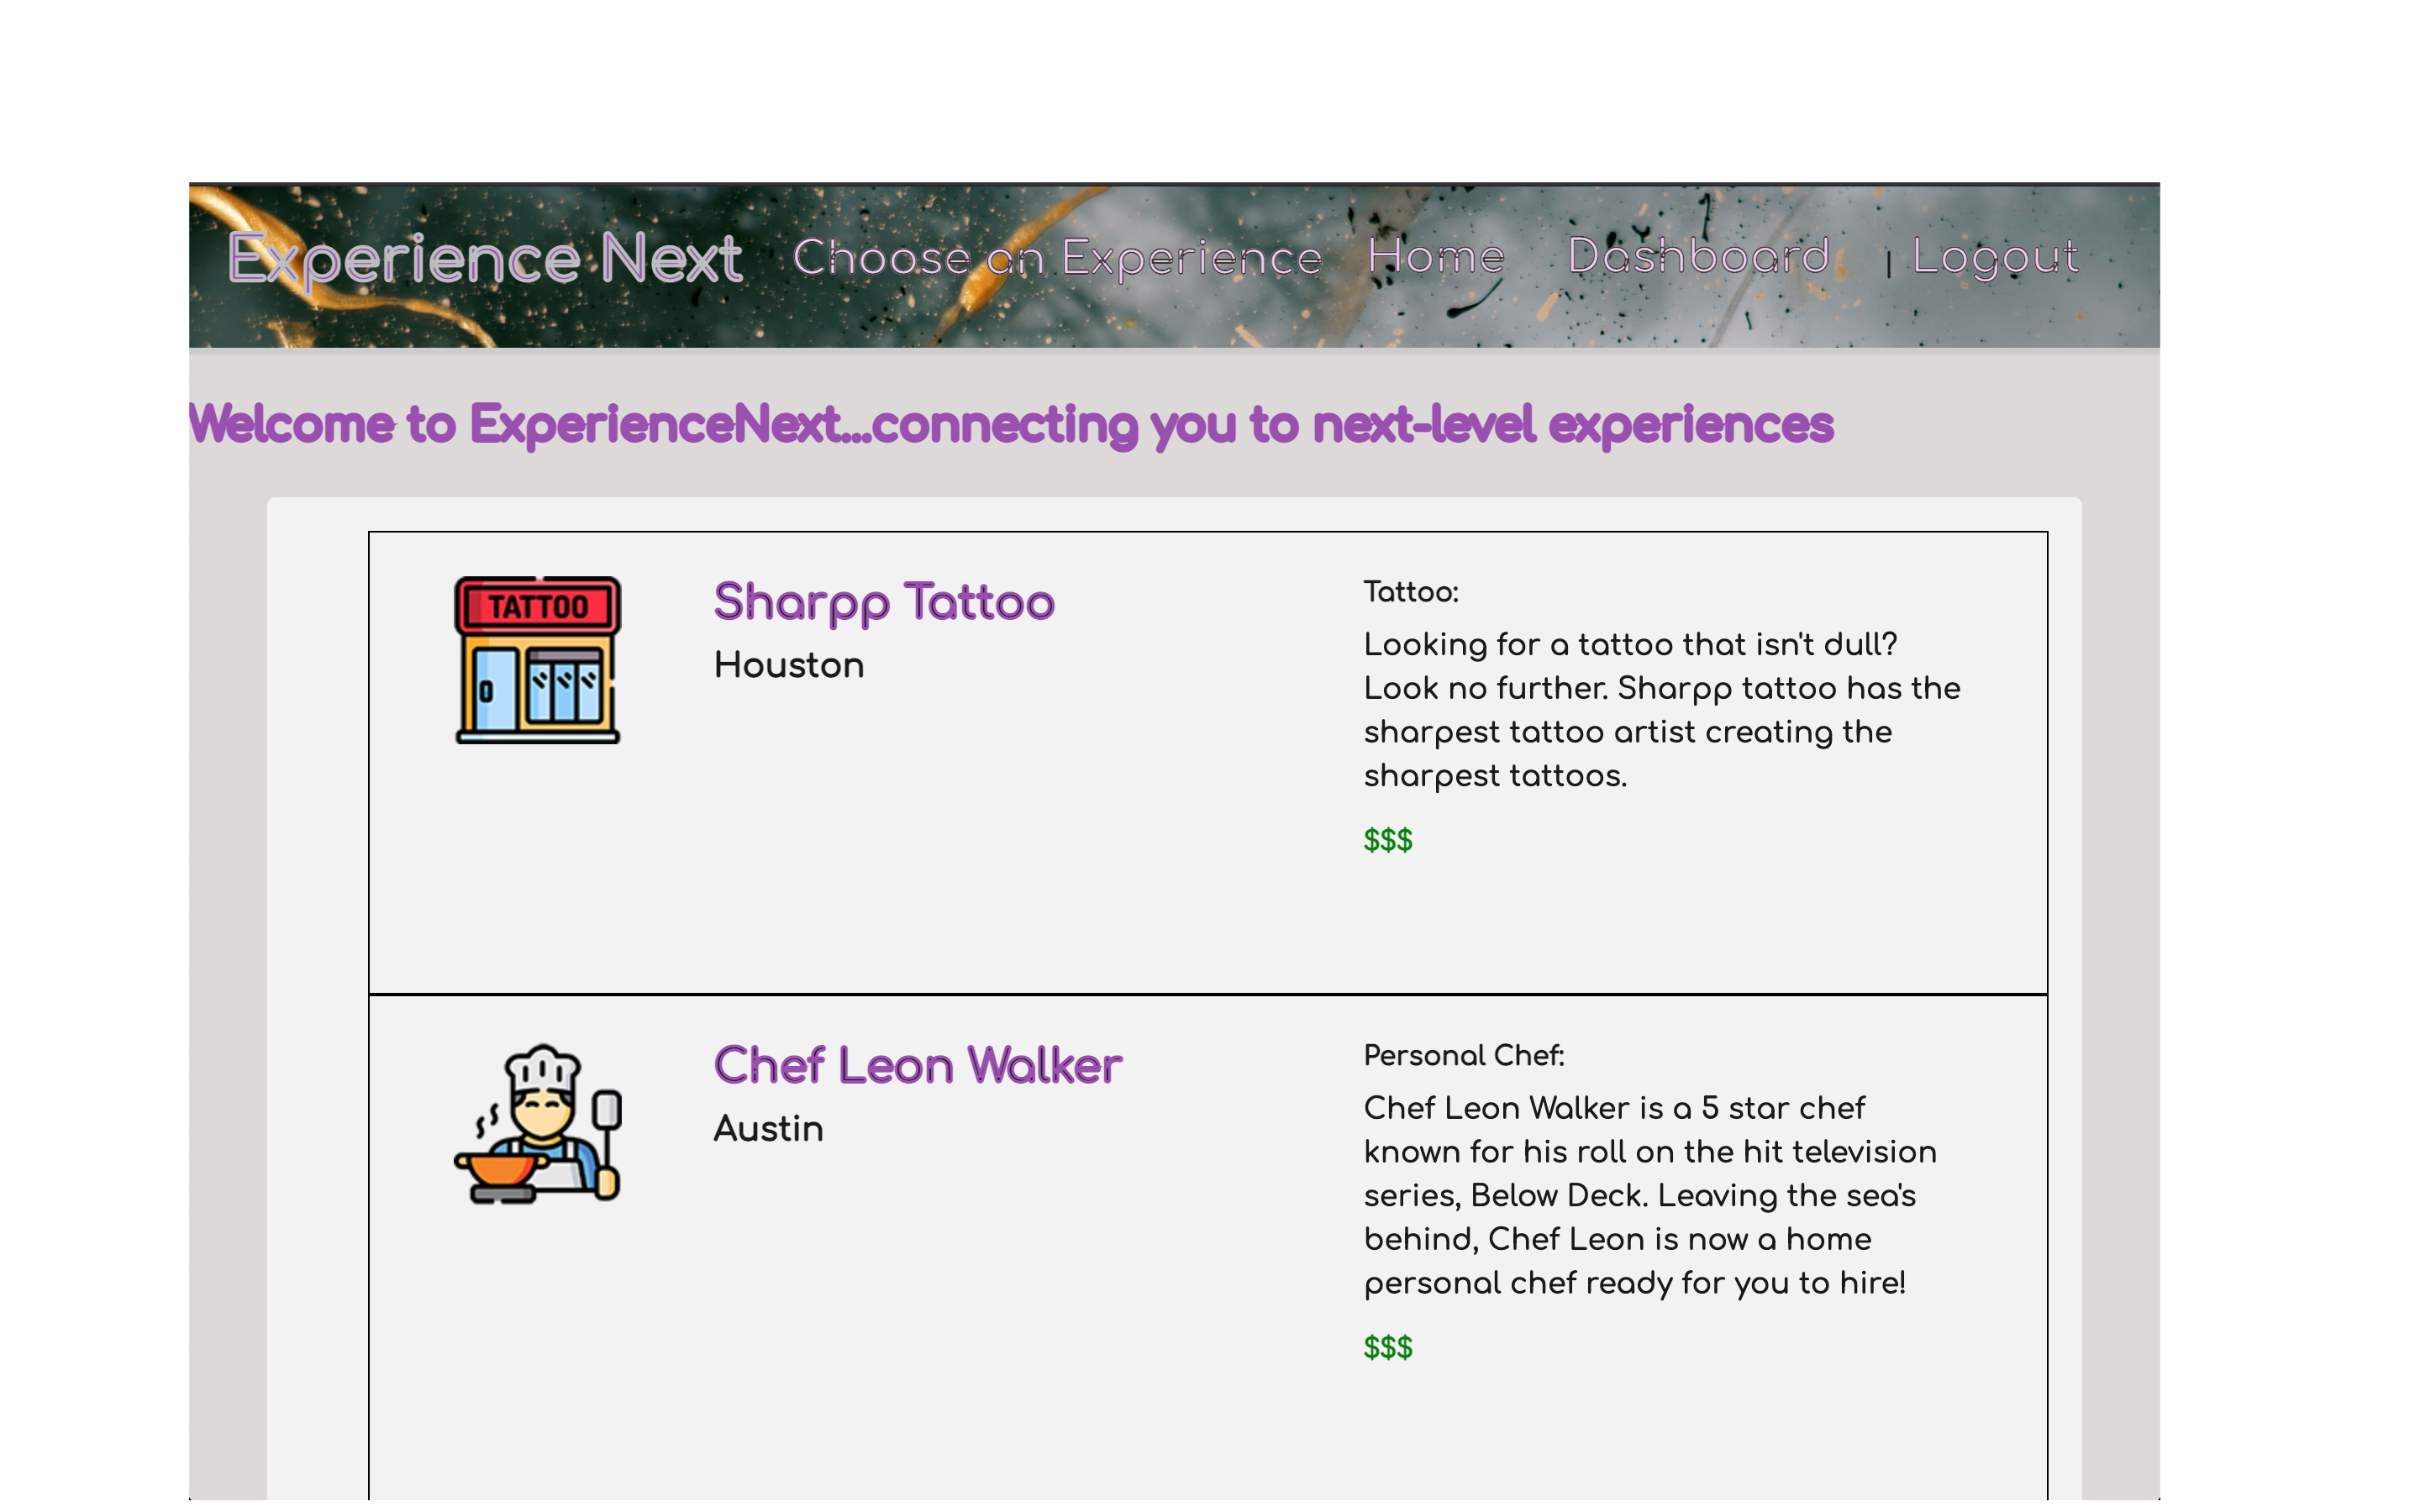 Experience Next Choose an Experience Home Dashboard | Logout
Welcome to ExperienceNext...connecting you to next-level experiences
TATTOO
Sharpp Tattoo
Houston
Tattoo:
Looking for a tattoo that isn't dull?
Look no further. Sharpp tattoo has the
sharpest tattoo artist creating the
sharpest tattoos.
$$$
Chef Leon Walker
Austin
Personal Chef:
Chef Leon Walker is a 5 star chef
known for his roll on the hit television
series, Below Deck. Leaving the sea's
behind, Chef Leon is now a home
personal chef ready for you to hire!
$$$